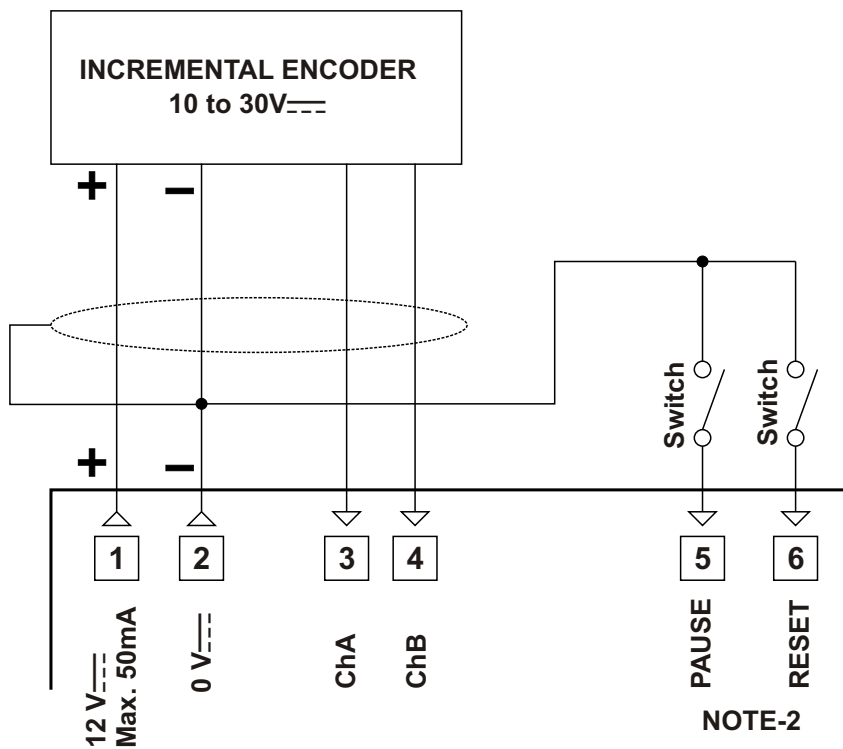 INCREMENTAL ENCODER
10 to 30V⎓
+ −
Switch Switch
+ −
1 2 3 4 5 6
12 V⎓
Max. 50mA
0 V⎓
ChA
ChB
PAUSE
RESET
NOTE-2